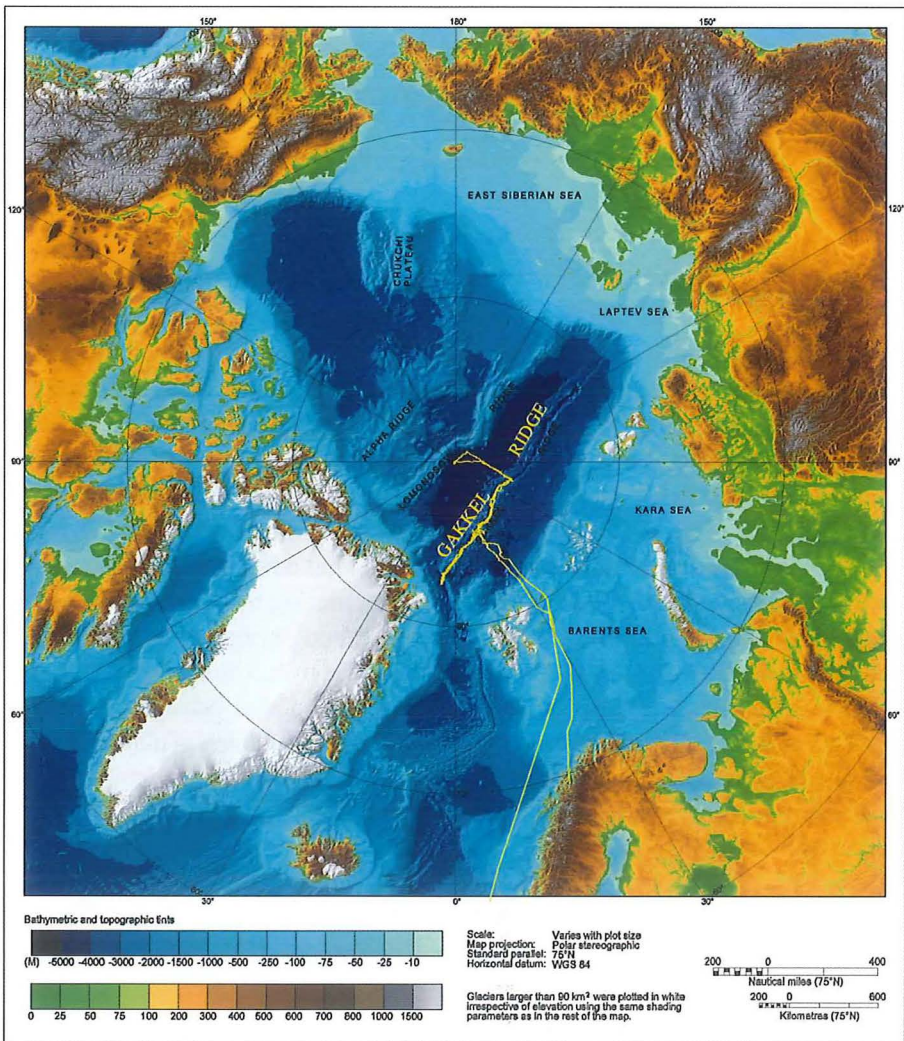 150°
180°
150°
120°
120°
EAST SIBERIAN SEA
CHUKCHI
PLATEAU
LAPTEV SEA
ALPHA RIDGE
RIDGE
RIDGE
90°
90°
LOMONOSOV
KARA SEA
GAKKEL
BARENTS SEA
60°
60°
30°
0°
30°
Bathymetric and topographic tints
(M) -5000 -4000 -3000 -2000 -1500 -1000 -500 -250 -100 -75 -50 -25 -10
0 25 50 75 100 200 300 400 500 600 700 800 1000 1500
Scale: Varies with plot size
Map projection: Polar stereographic
Standard parallel: 75°N
Horizontal datum: WGS 84
Glaciers larger than 90 km² were plotted in white
irrespective of elevation using the same shading
parameters as in the rest of the map.
200 0 400
Nautical miles (75°N)
200 0 600
Kilometres (75°N)